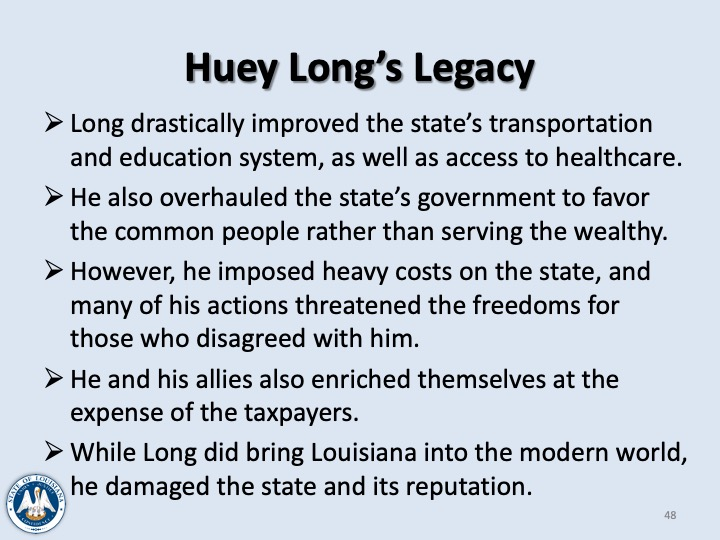 Huey Long’s Legacy
➢ Long drastically improved the state’s transportation
and education system, as well as access to healthcare.
➢ He also overhauled the state’s government to favor
the common people rather than serving the wealthy.
➢ However, he imposed heavy costs on the state, and
many of his actions threatened the freedoms for
those who disagreed with him.
➢ He and his allies also enriched themselves at the
expense of the taxpayers.
➢ While Long did bring Louisiana into the modern world,
he damaged the state and its reputation.
STATE OF LOUISIANA
CONFIDENCE
48